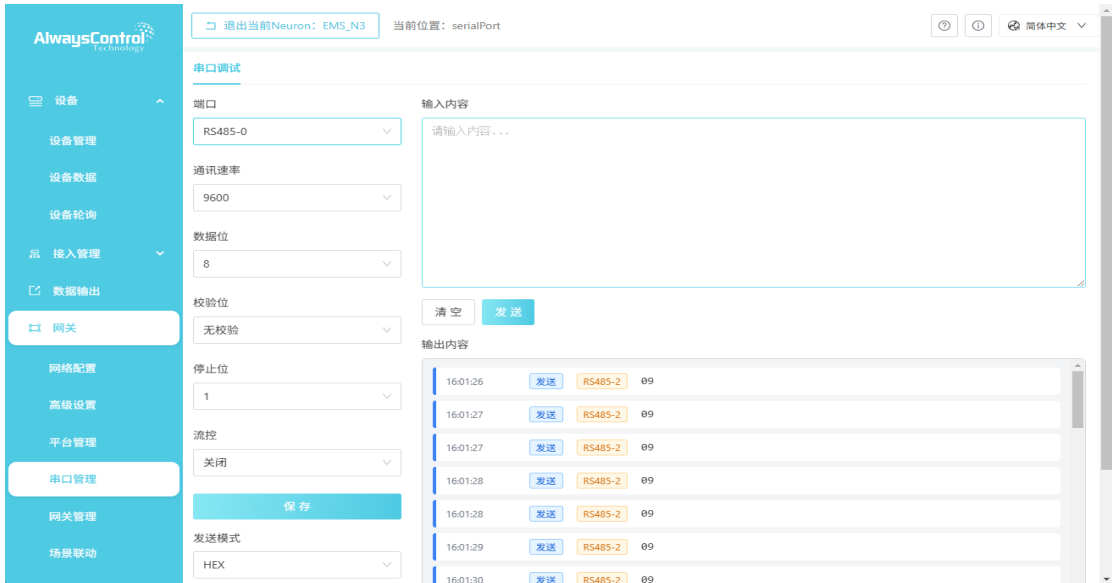 AlwaysControl
Technology
退出当前Neuron: EMS_N3
当前位置: serialPort
简体中文
设备
设备管理
设备数据
设备轮询
接入管理
数据输出
网关
网络配置
高级设置
平台管理
串口管理
网关管理
场景联动
串口调试
端口
RS485-0
通讯速率
9600
数据位
8
校验位
无校验
停止位
1
流控
关闭
保存
发送模式
HEX
输入内容
请输入内容...
清空 发送
输出内容
16:01:26 发送 RS485-2 09
16:01:27 发送 RS485-2 09
16:01:27 发送 RS485-2 09
16:01:28 发送 RS485-2 09
16:01:28 发送 RS485-2 09
16:01:29 发送 RS485-2 09
16:01:30 发送 RS485-2 09